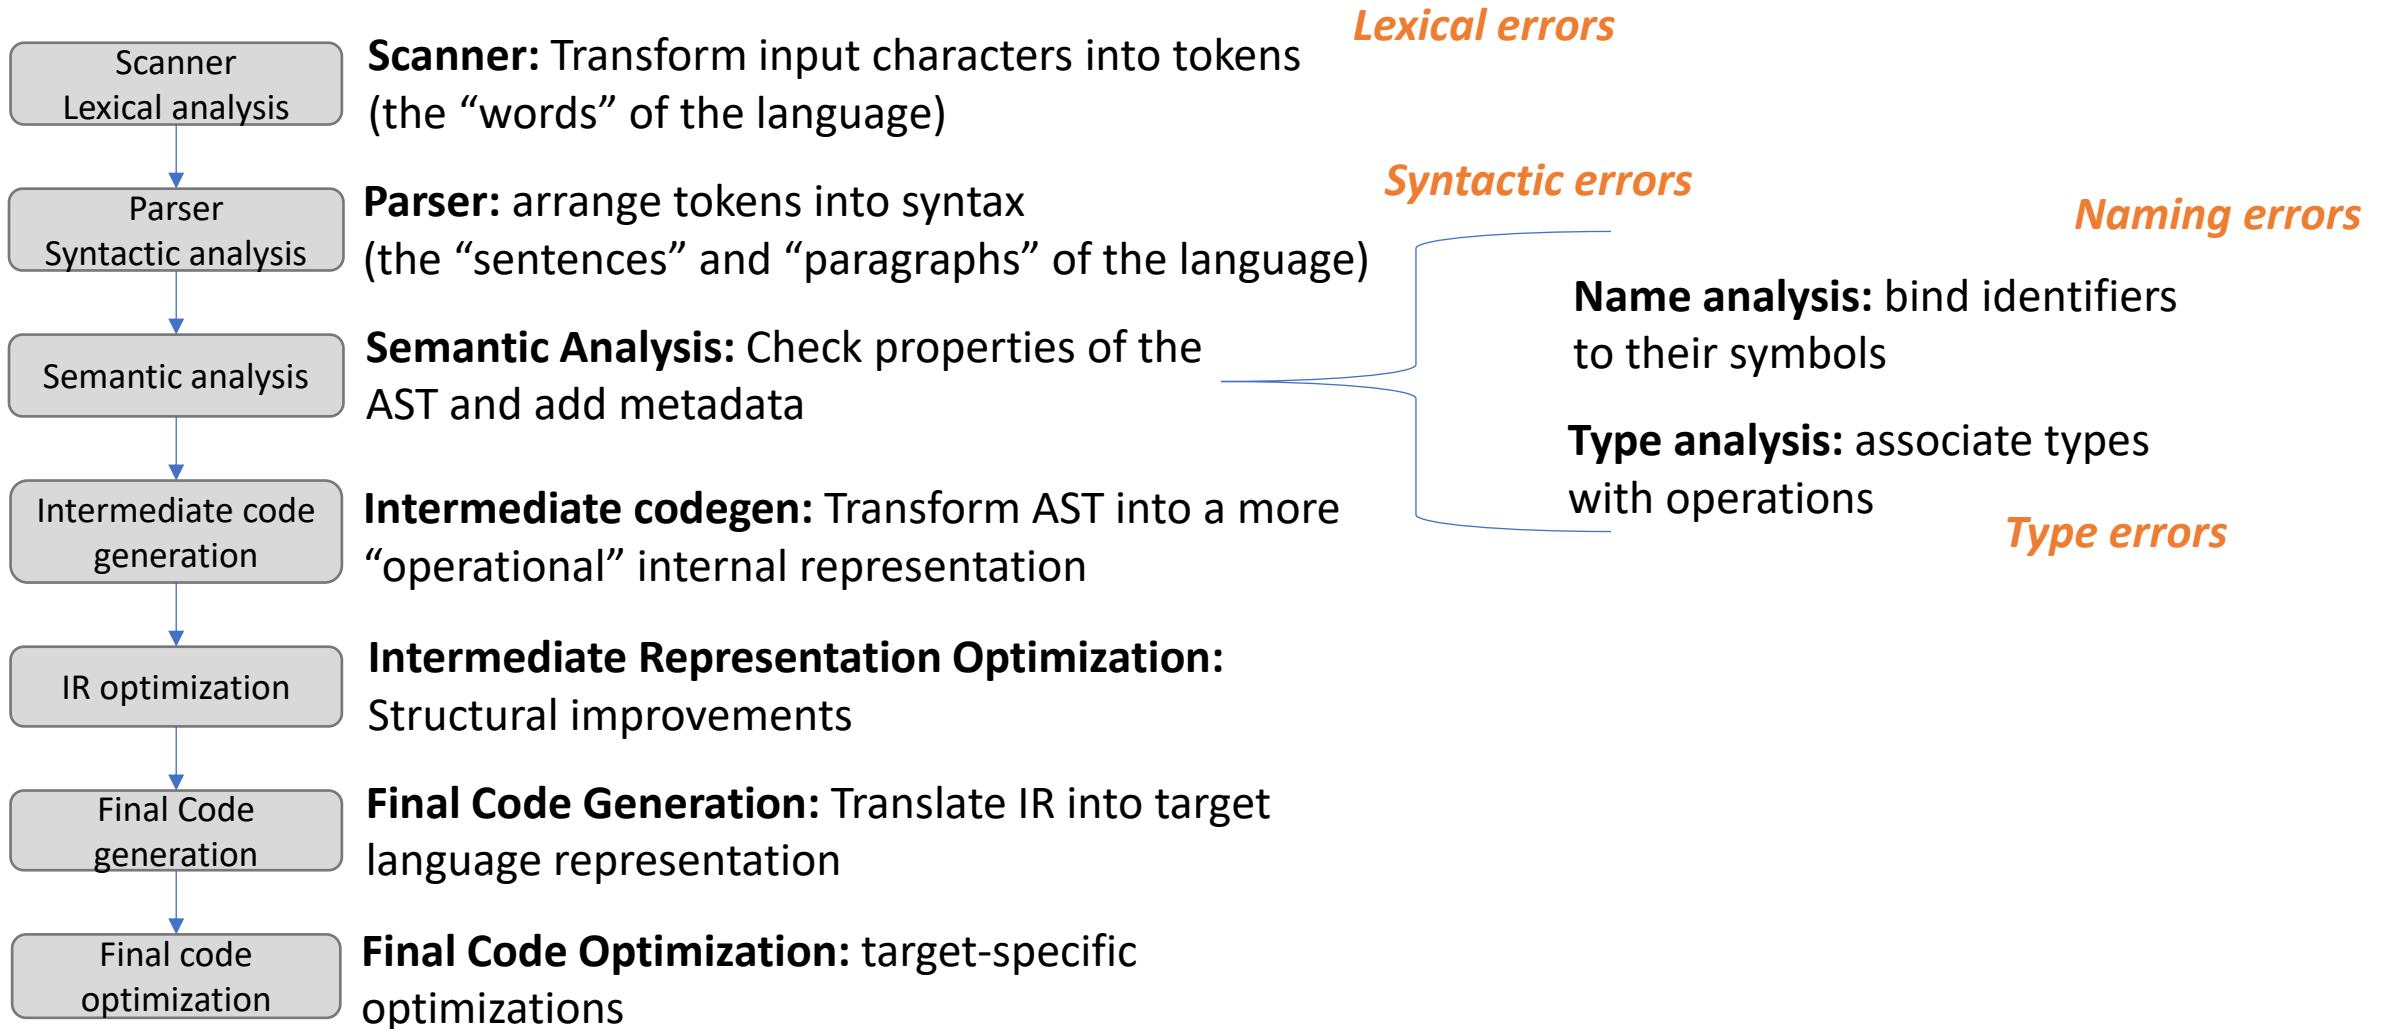 Lexical errors
Scanner
Lexical analysis
Scanner: Transform input characters into tokens
(the “words” of the language)
Syntactic errors
Parser
Syntactic analysis
Parser: arrange tokens into syntax
(the “sentences” and “paragraphs” of the language)
Naming errors
Name analysis: bind identifiers
to their symbols
Semantic analysis
Semantic Analysis: Check properties of the
AST and add metadata
Type analysis: associate types
with operations
Type errors
Intermediate code
generation
Intermediate codegen: Transform AST into a more
“operational” internal representation
IR optimization
Intermediate Representation Optimization:
Structural improvements
Final Code
generation
Final Code Generation: Translate IR into target
language representation
Final code
optimization
Final Code Optimization: target-specific
optimizations